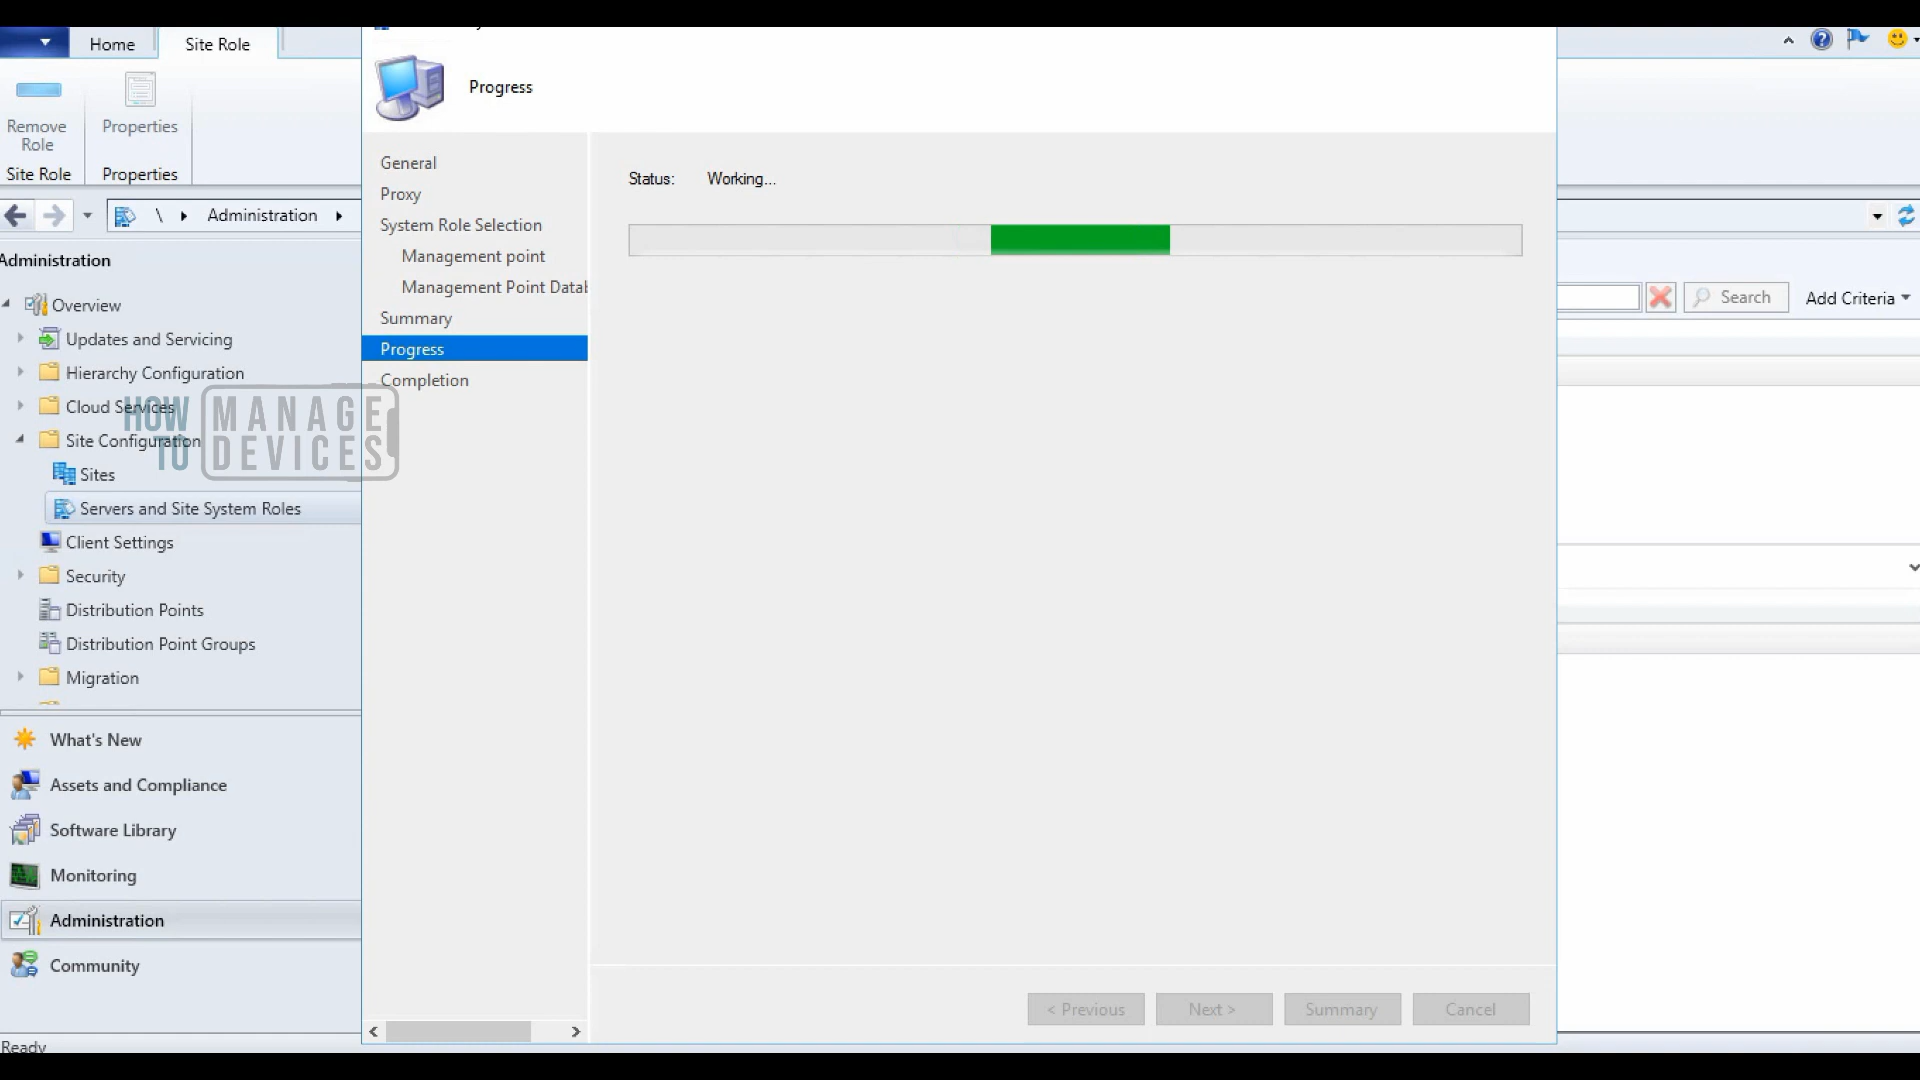 Home
Site Role
Remove
Role
Properties
Site Role
Properties
\
Administration
Administration
Overview
Updates and Servicing
Hierarchy Configuration
Cloud Services
Site Configuration
Sites
Servers and Site System Roles
Client Settings
Security
Distribution Points
Distribution Point Groups
Migration
What's New
Assets and Compliance
Software Library
Monitoring
Administration
Community
Ready
HOW TO
MANAGE
DEVICES
Progress
General
Proxy
System Role Selection
Management point
Management Point Datab
Summary
Progress
Completion
Status: Working...
< Previous
Next >
Summary
Cancel
Search
Add Criteria